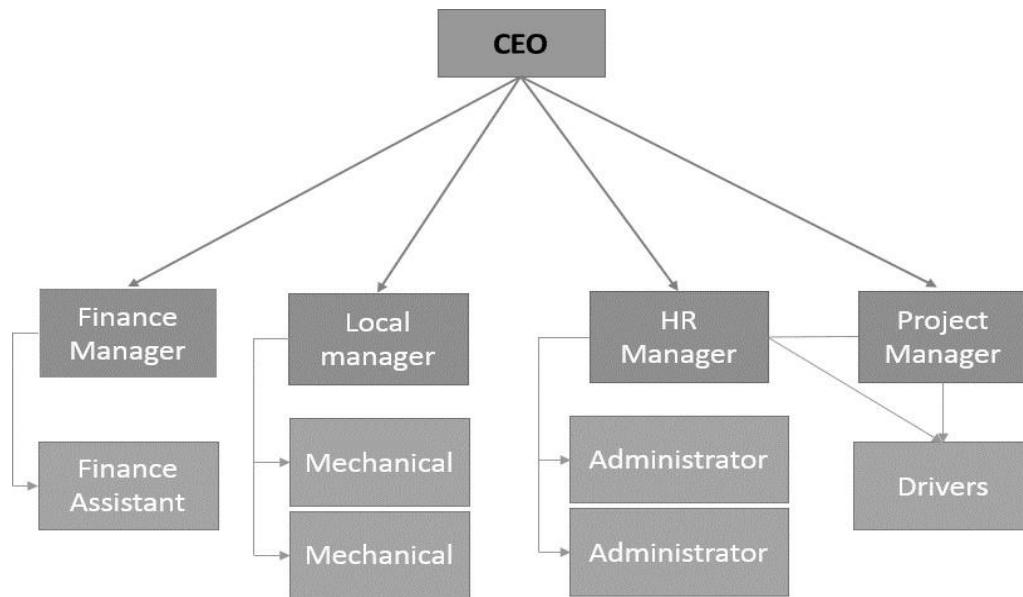 CEO
Finance
Manager
Local
manager
HR
Manager
Project
Manager
Finance
Assistant
Mechanical
Mechanical
Administrator
Administrator
Drivers